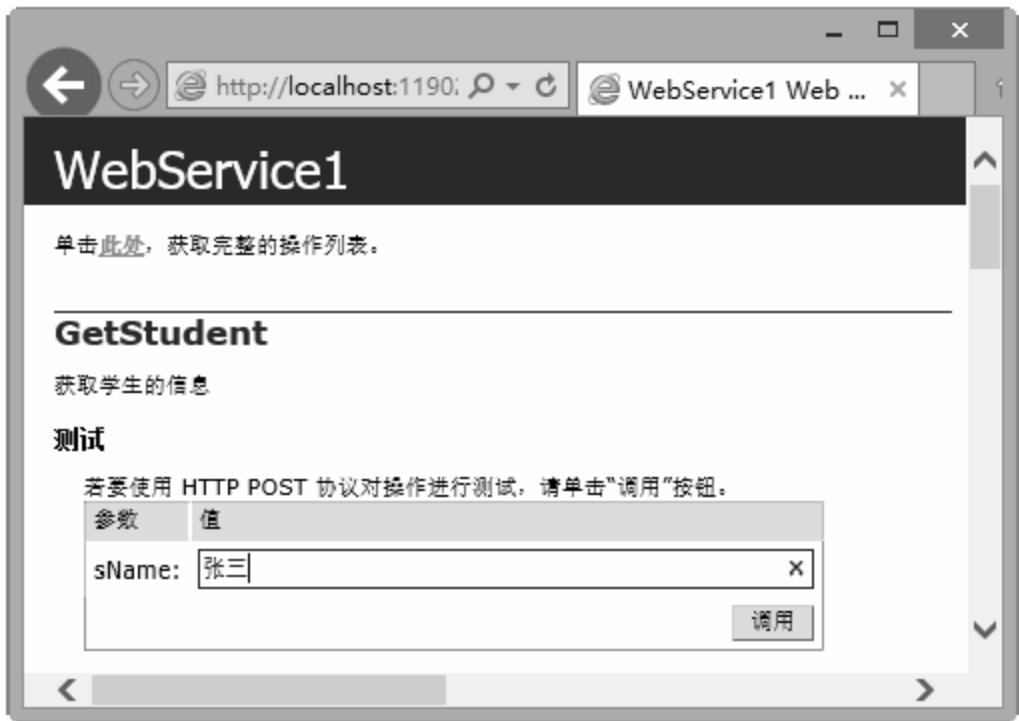 http://localhost:1190
WebService1 Web ...
WebService1
单击此处，获取完整的操作列表。
GetStudent
获取学生的信息
测试
若要使用 HTTP POST 协议对操作进行测试，请单击“调用”按钮。
参数 值
sName: 张三
调用